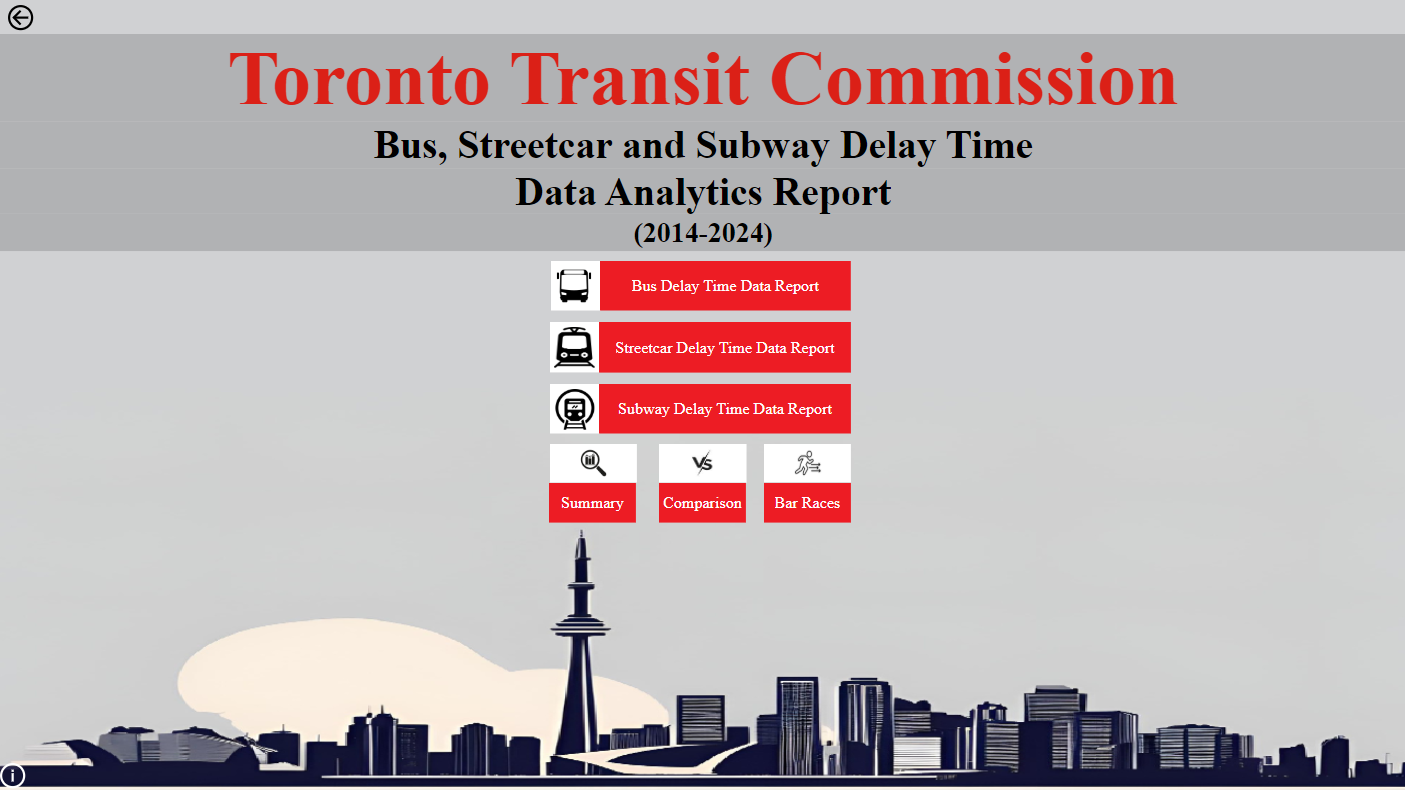 Toronto Transit Commission
Bus, Streetcar and Subway Delay Time
Data Analytics Report
(2014-2024)
Bus Delay Time Data Report
Streetcar Delay Time Data Report
Subway Delay Time Data Report
VS
Summary
Comparison
Bar Races
i